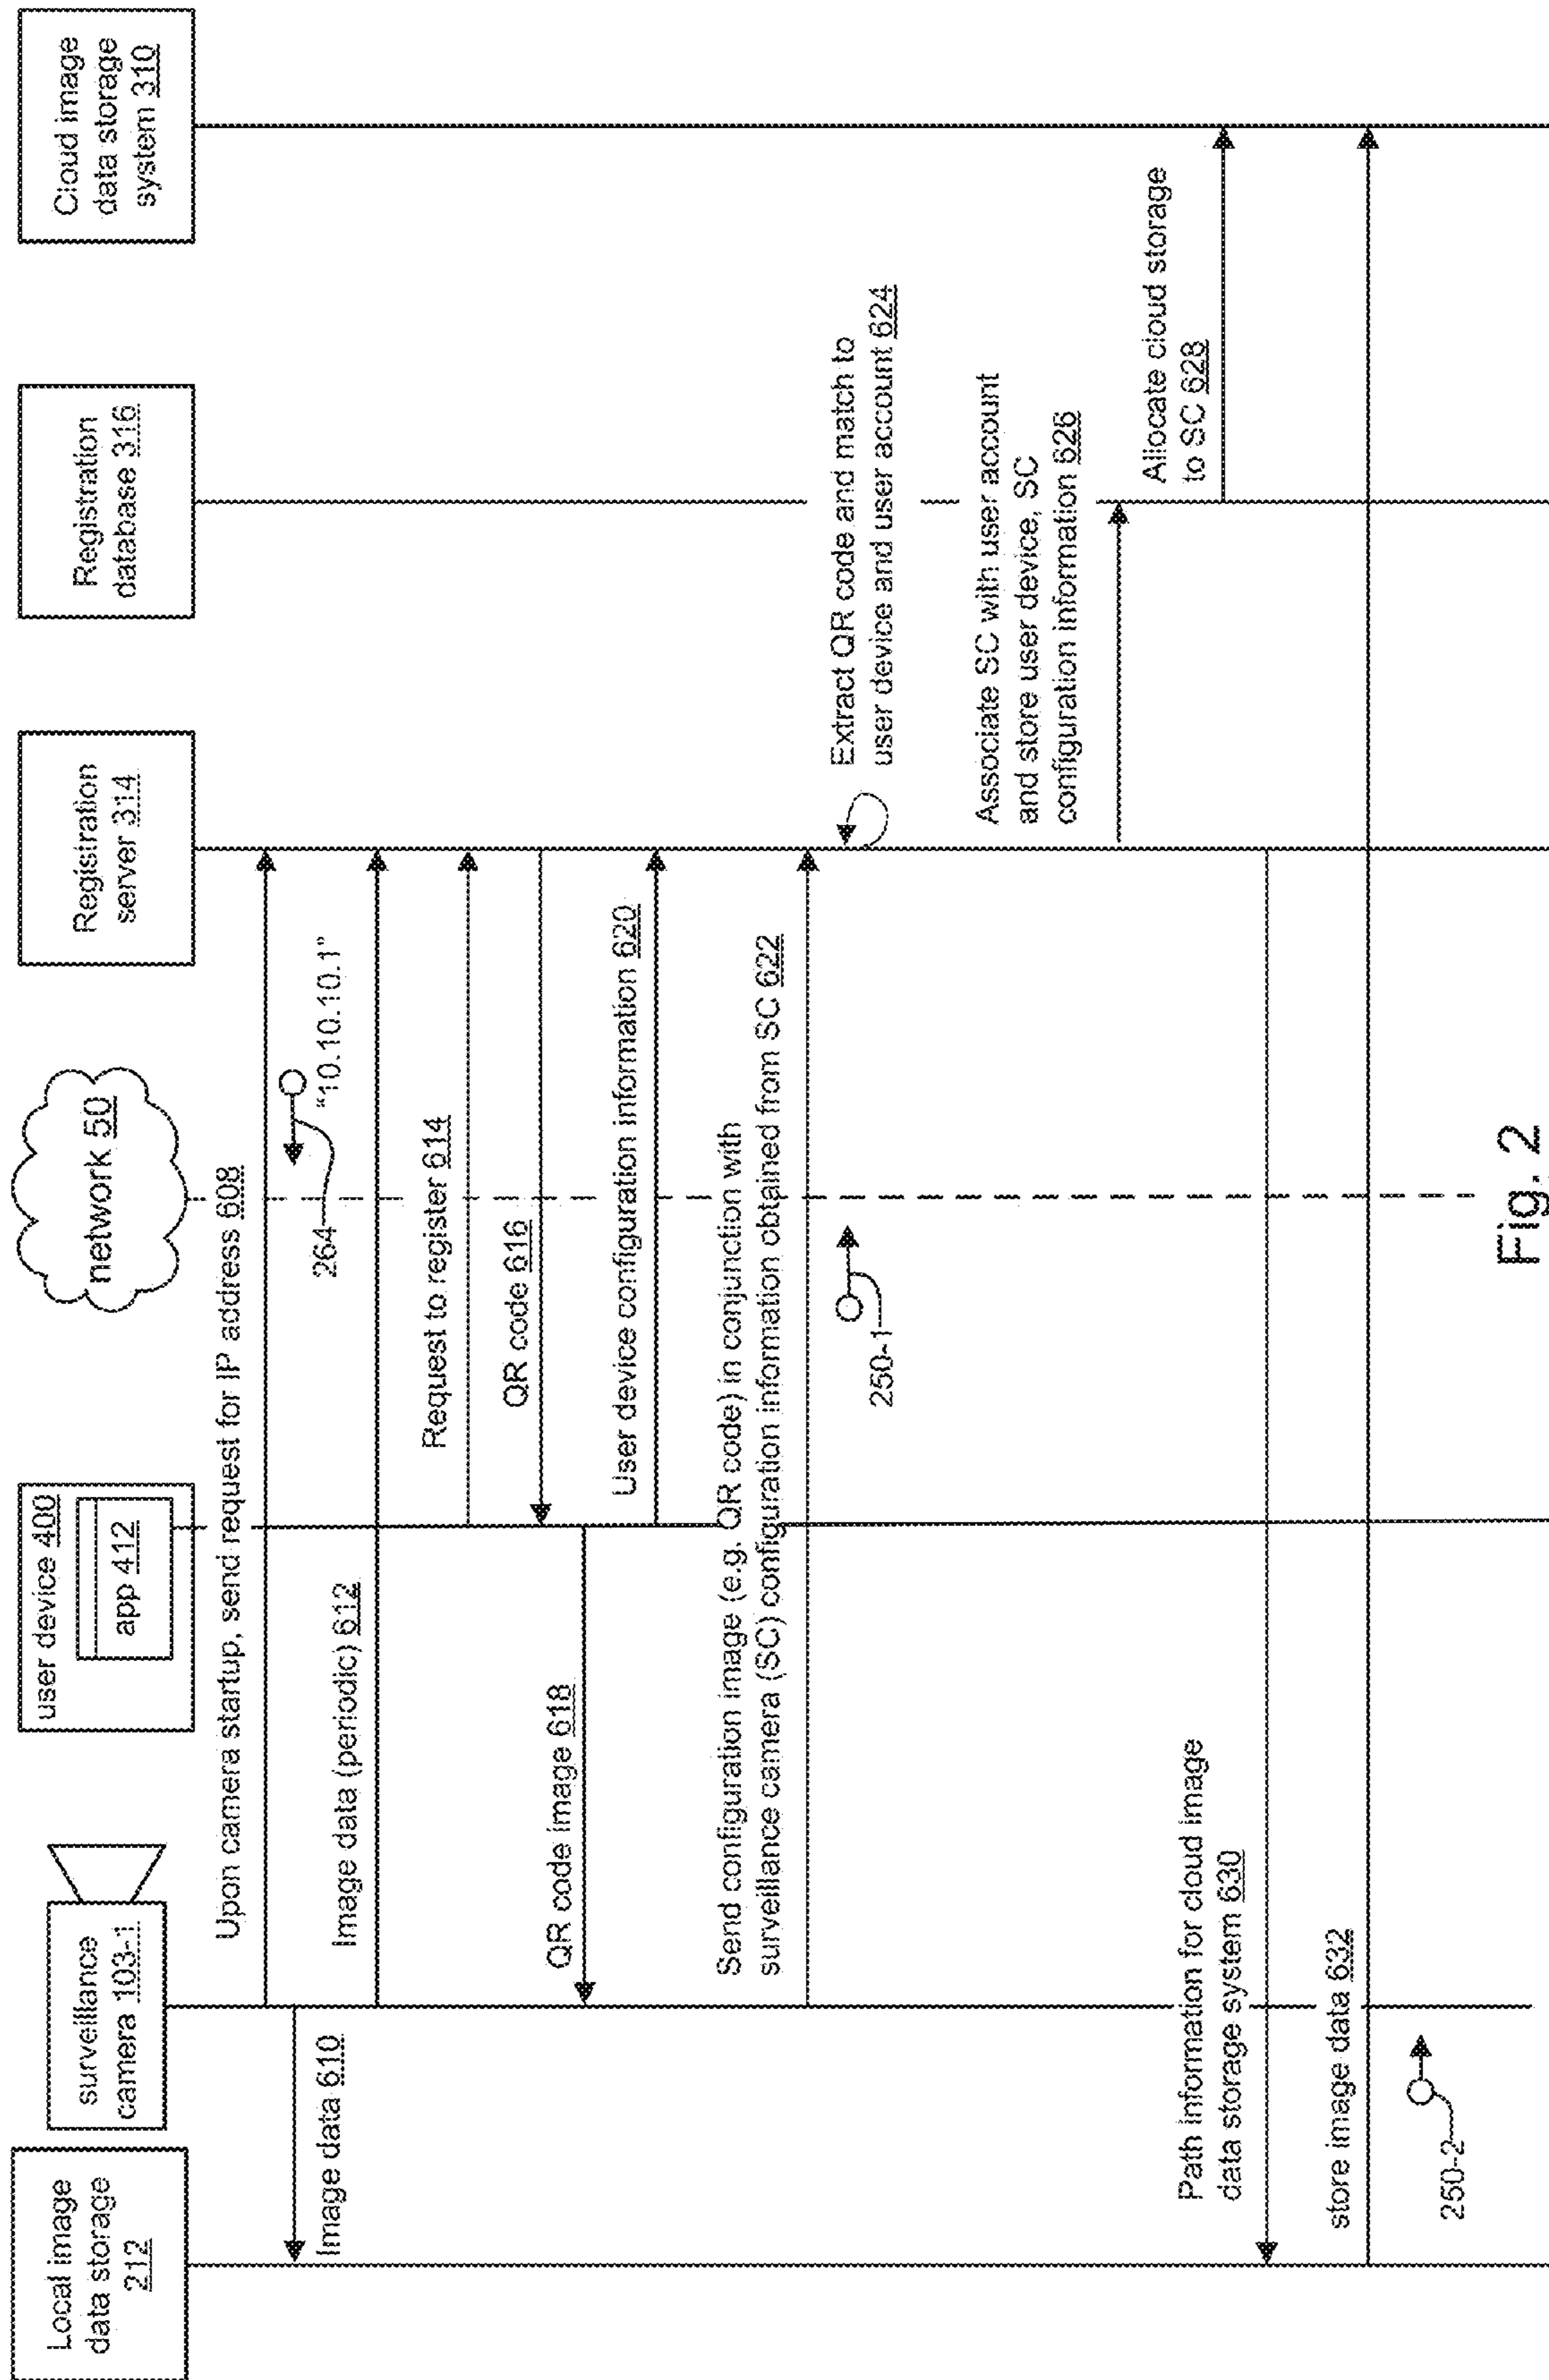 Local image
data storage
212
surveillance
camera 103-1
user device 400
app 412
network 50
Registration
server 314
Registration
database 316
Cloud image
data storage
system 310
Upon camera startup, send request for IP address 608
Image data 610
264
"10.10.10.1"
Image data (periodic) 612
Request to register 614
QR code 616
QR code image 618
User device configuration information 620
Send configuration image (e.g. QR code) in conjunction with
surveillance camera (SC) configuration information obtained from SC 622
250-1
Extract QR code and match to
user device and user account 624
Associate SC with user account
and store user device, SC
configuration information 626
Allocate cloud storage
to SC 628
Path information for cloud image
data storage system 630
store image data 632
250-2
Fig. 2